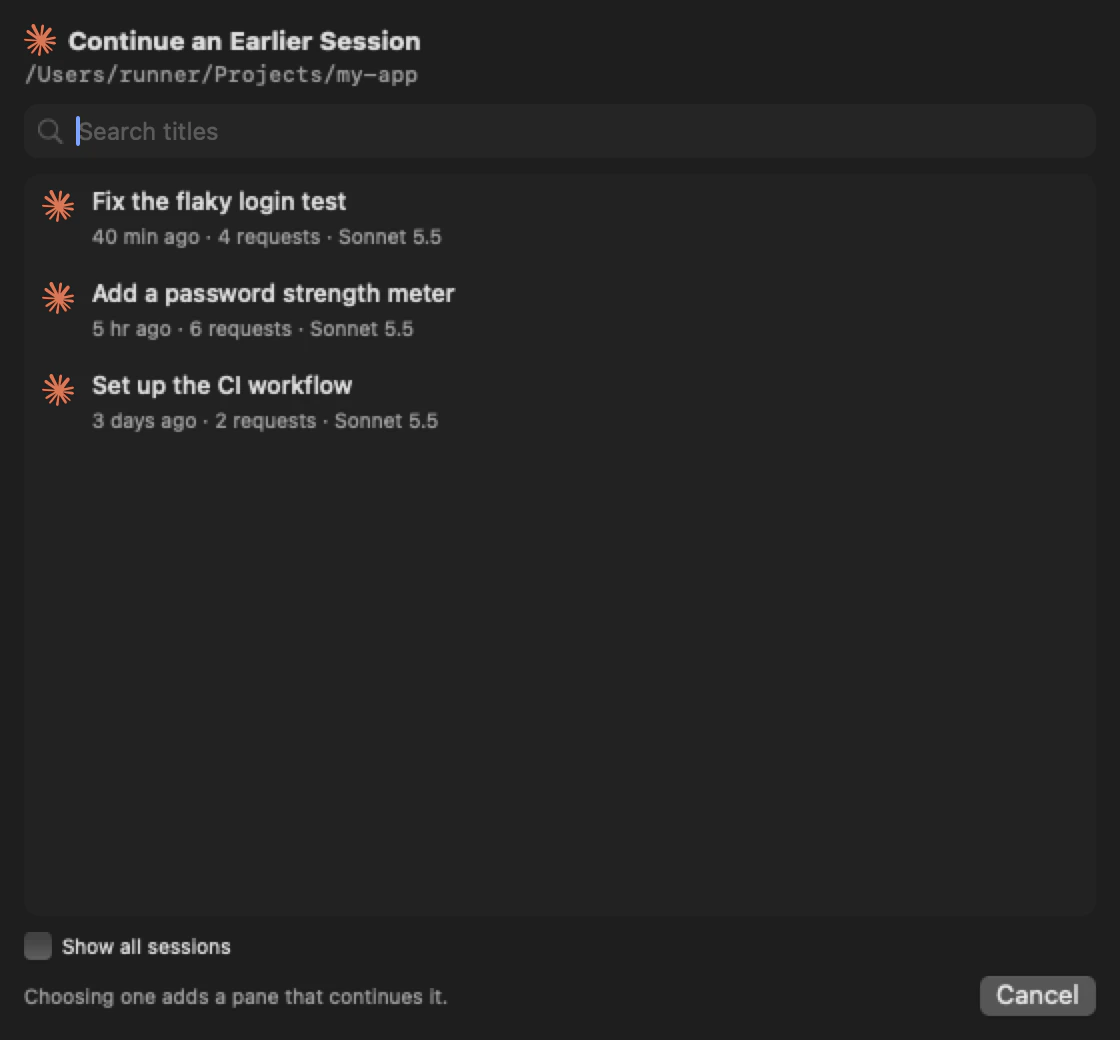 Continue an Earlier Session
/Users/runner/Projects/my-app
Search titles
Fix the flaky login test
40 min ago · 4 requests · Sonnet 5.5
Add a password strength meter
5 hr ago · 6 requests · Sonnet 5.5
Set up the CI workflow
3 days ago · 2 requests · Sonnet 5.5
Show all sessions
Choosing one adds a pane that continues it.
Cancel